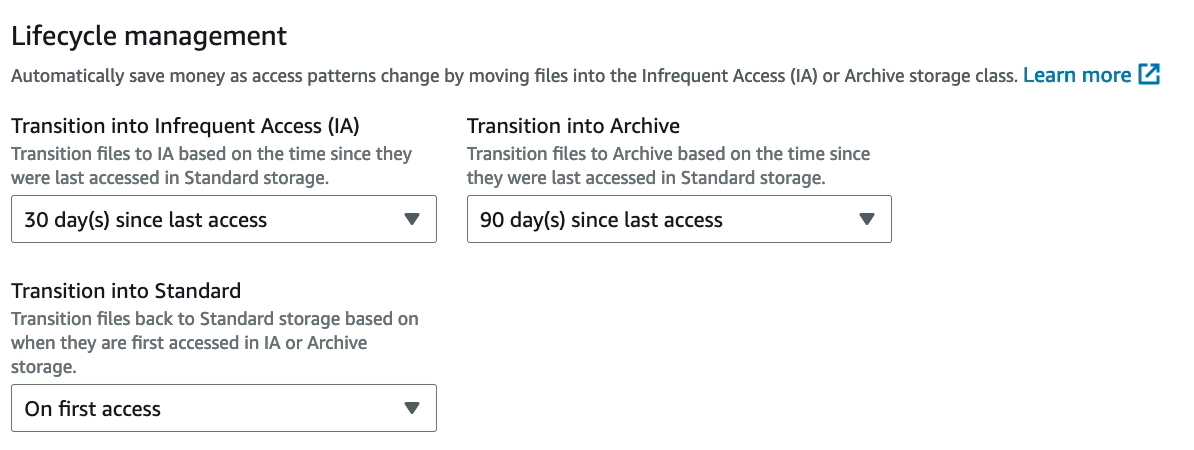 Lifecycle management
Automatically save money as access patterns change by moving files into the Infrequent Access (IA) or Archive storage class. Learn more
Transition into Infrequent Access (IA)
Transition files to IA based on the time since they
were last accessed in Standard storage.
30 day(s) since last access
Transition into Archive
Transition files to Archive based on the time since
they were last accessed in Standard storage.
90 day(s) since last access
Transition into Standard
Transition files back to Standard storage based on
when they are first accessed in IA or Archive
storage.
On first access